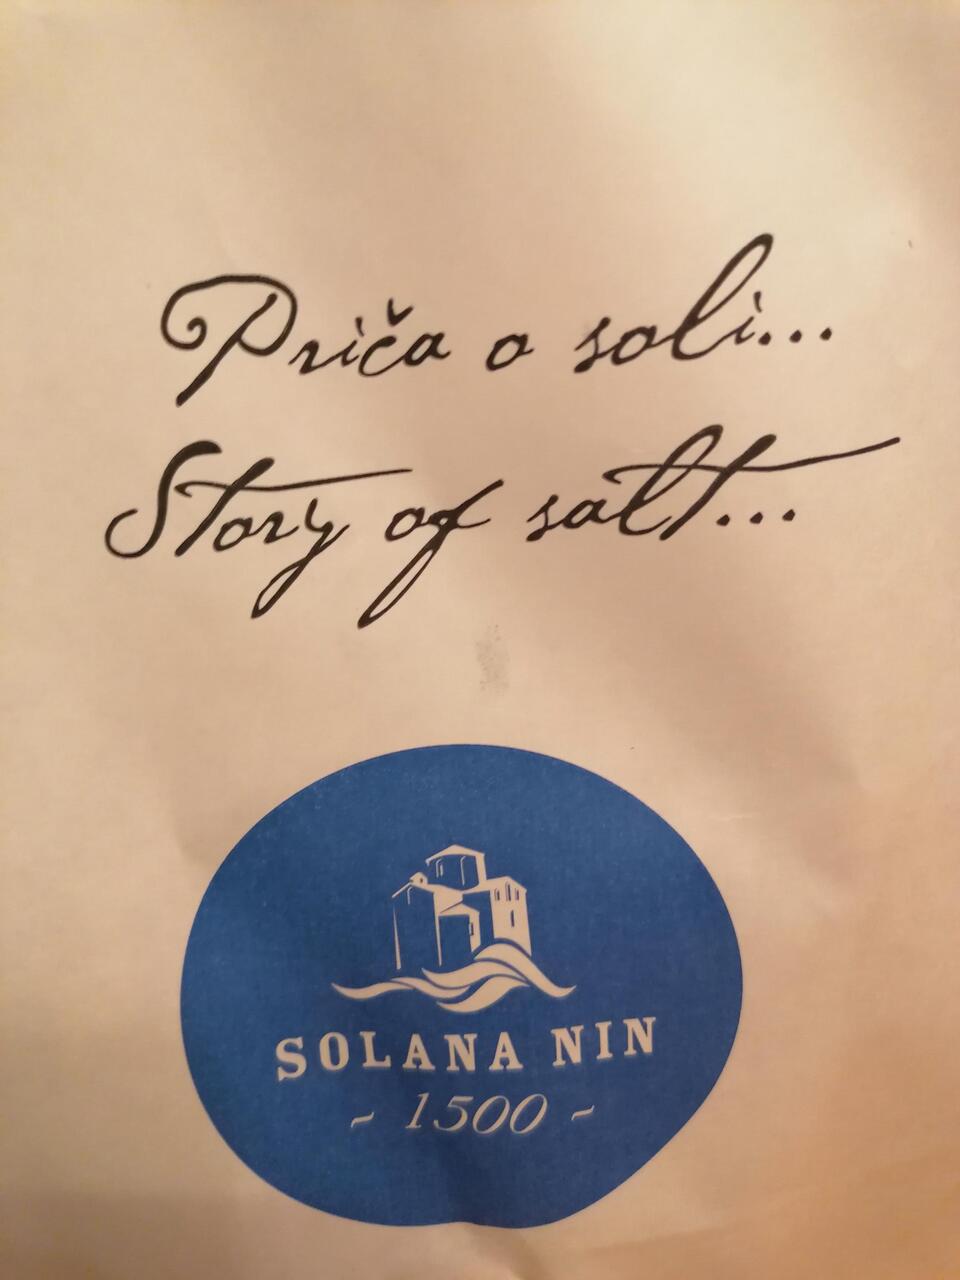 Priča o soli...
Story of salt...
SOLANA NIN
~ 1500 ~